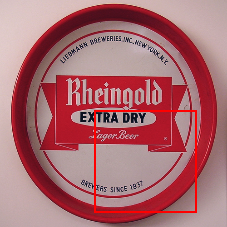 LIEBMANN BREWERIES, INC., NEW YORK, N.Y.
Rheingold
EXTRA DRY
Lager Beer
BREWERS SINCE 1837